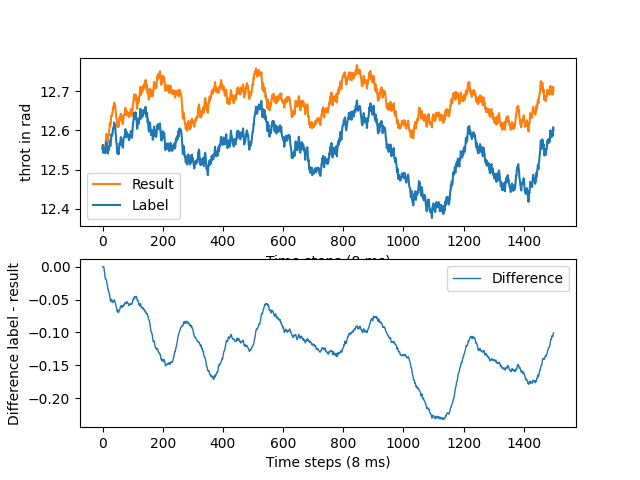 12.7
12.6
12.5
12.4
throt in rad
Result
Label
0 200 400 600 800 1000 1200 1400
Time steps (8 ms)
0.00
−0.05
−0.10
−0.15
−0.20
Difference label - result
Difference
0 200 400 600 800 1000 1200 1400
Time steps (8 ms)